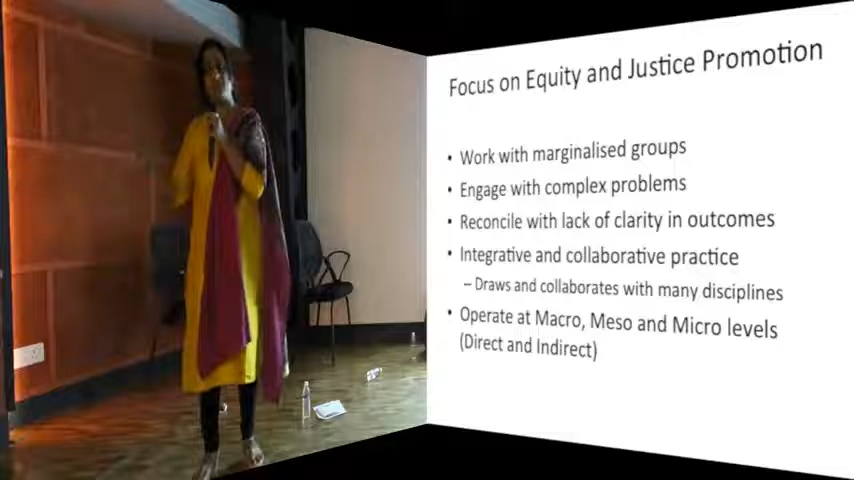 Focus on Equity and Justice Promotion
• Work with marginalised groups
• Engage with complex problems
• Reconcile with lack of clarity in outcomes
• Integrative and collaborative practice
– Draws and collaborates with many disciplines
• Operate at Macro, Meso and Micro levels
(Direct and Indirect)